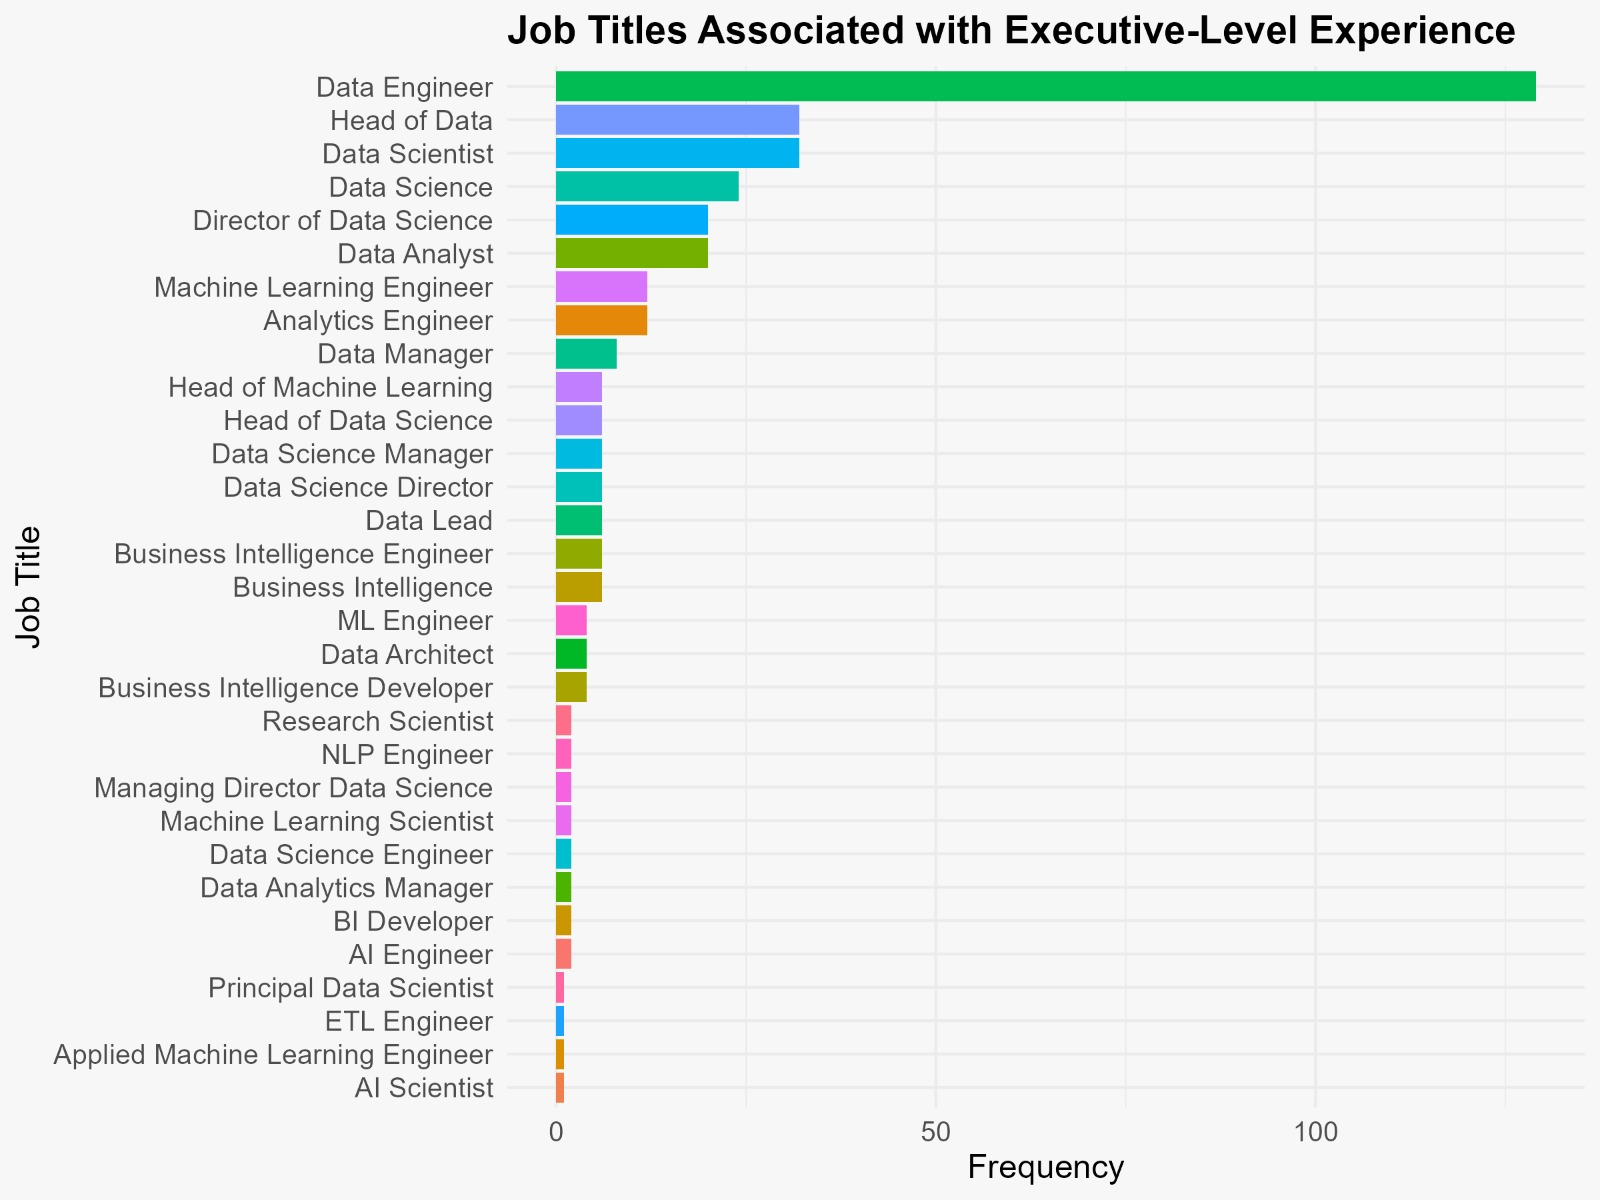 Job Titles Associated with Executive-Level Experience
Data Engineer
Head of Data
Data Scientist
Data Science
Director of Data Science
Data Analyst
Machine Learning Engineer
Analytics Engineer
Data Manager
Head of Machine Learning
Head of Data Science
Data Science Manager
Data Science Director
Data Lead
Business Intelligence Engineer
Business Intelligence
ML Engineer
Data Architect
Business Intelligence Developer
Research Scientist
NLP Engineer
Managing Director Data Science
Machine Learning Scientist
Data Science Engineer
Data Analytics Manager
BI Developer
AI Engineer
Principal Data Scientist
ETL Engineer
Applied Machine Learning Engineer
AI Scientist
Job Title
0 50 100
Frequency